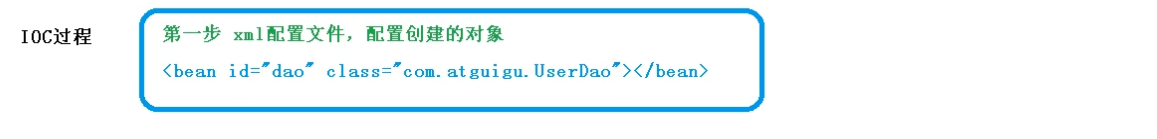 IOC过程
第一步 xml配置文件，配置创建的对象
<bean id="dao" class="com.atguigu.UserDao"></bean>